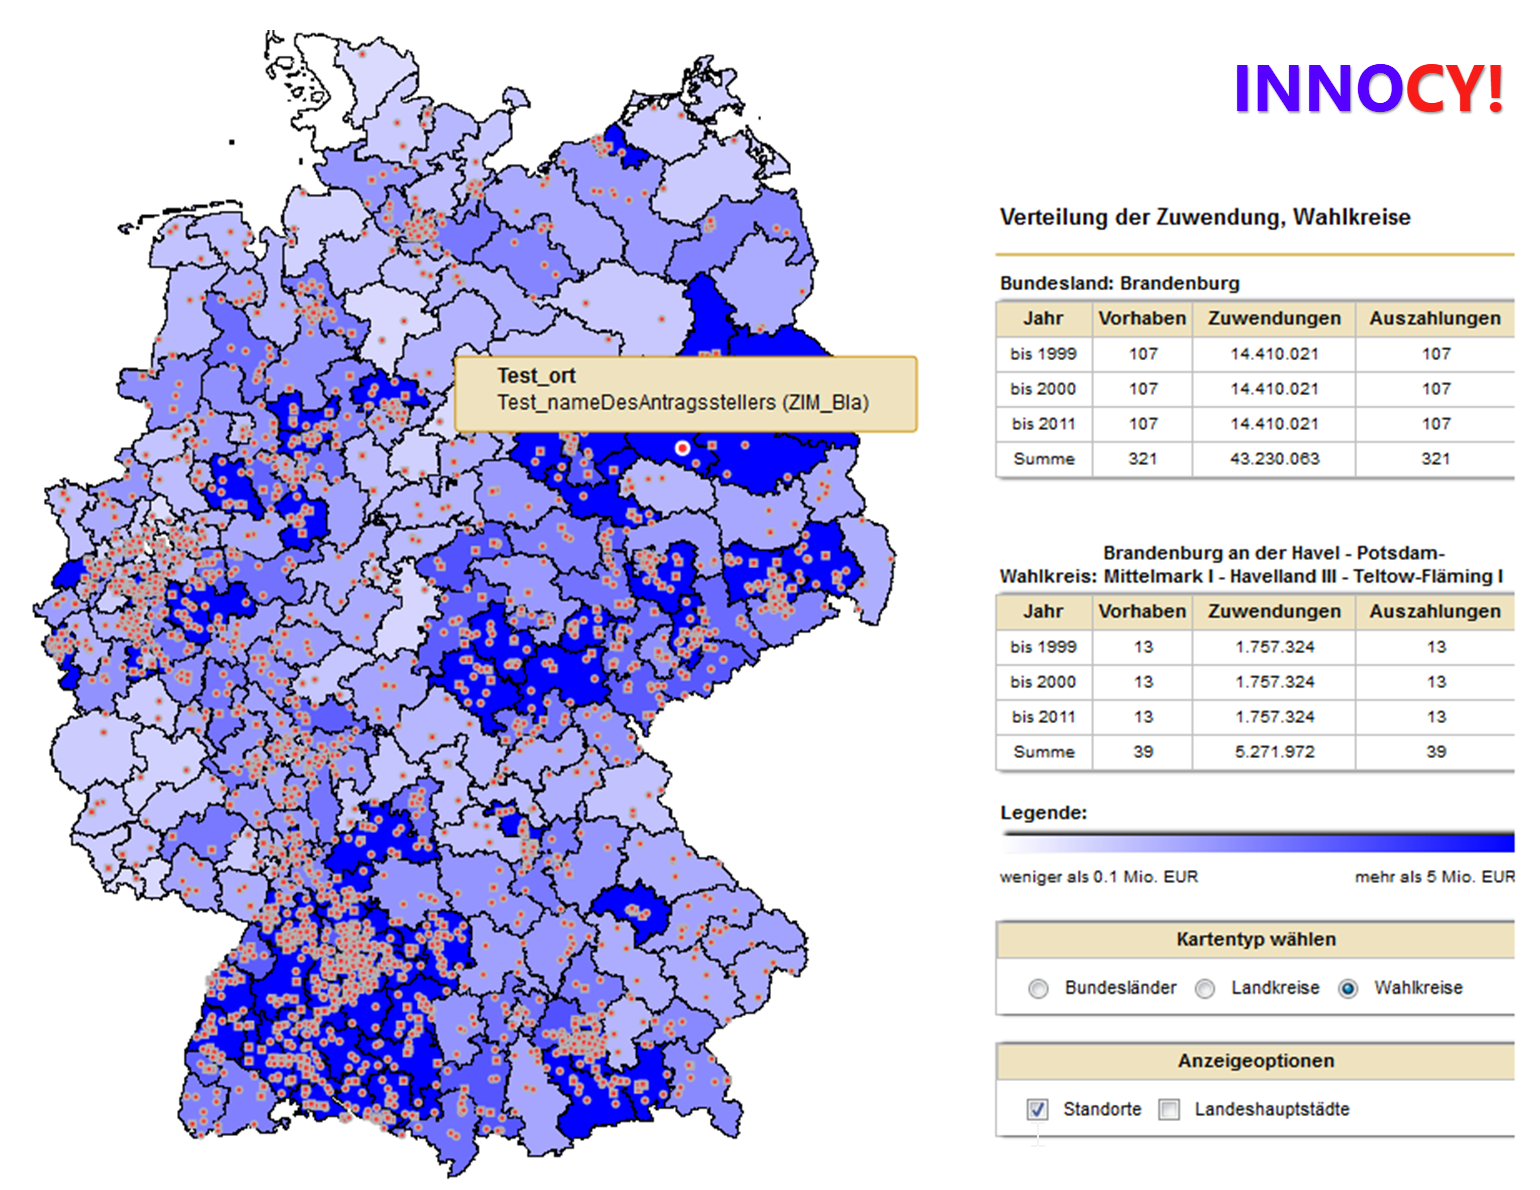 INNOCY!
Verteilung der Zuwendung, Wahlkreise
Bundesland: Brandenburg
Jahr Vorhaben Zuwendungen Auszahlungen
bis 1999 107 14.410.021 107
bis 2000 107 14.410.021 107
bis 2011 107 14.410.021 107
Summe 321 43.230.063 321
Test_ort
Test_nameDesAntragsstellers (ZIM_Bla)
Brandenburg an der Havel - Potsdam-
Wahlkreis: Mittelmark I - Havelland III - Teltow-Fläming I
Jahr Vorhaben Zuwendungen Auszahlungen
bis 1999 13 1.757.324 13
bis 2000 13 1.757.324 13
bis 2011 13 1.757.324 13
Summe 39 5.271.972 39
Legende:
weniger als 0.1 Mio. EUR mehr als 5 Mio. EUR
Kartentyp wählen
Bundesländer Landkreise Wahlkreise
Anzeigeoptionen
Standorte Landeshauptstädte